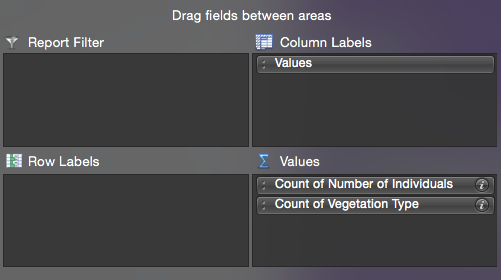 Drag fields between areas
Report Filter
Column Labels
Values
Row Labels
Values
Count of Number of Individuals
Count of Vegetation Type